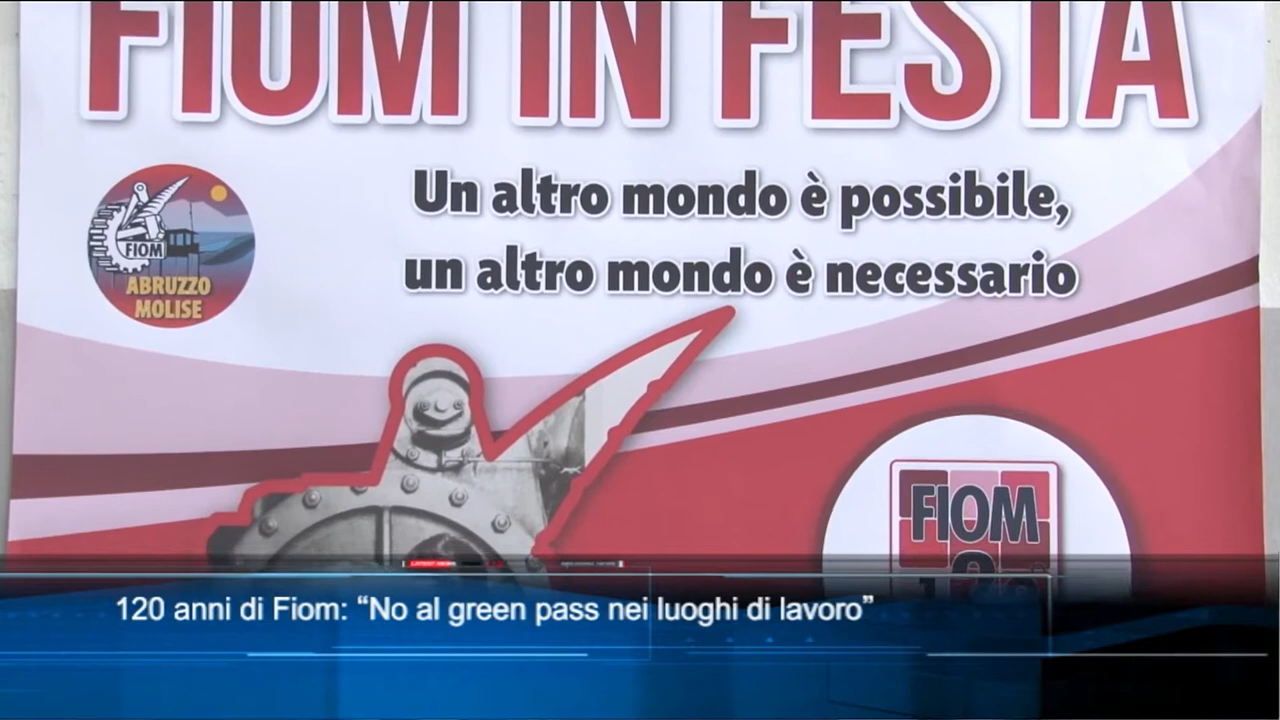 FIOM IN FESTA
Un altro mondo è possibile,
un altro mondo è necessario
FIOM
ABRUZZO
MOLISE
FIOM
120 anni di Fiom: “No al green pass nei luoghi di lavoro”